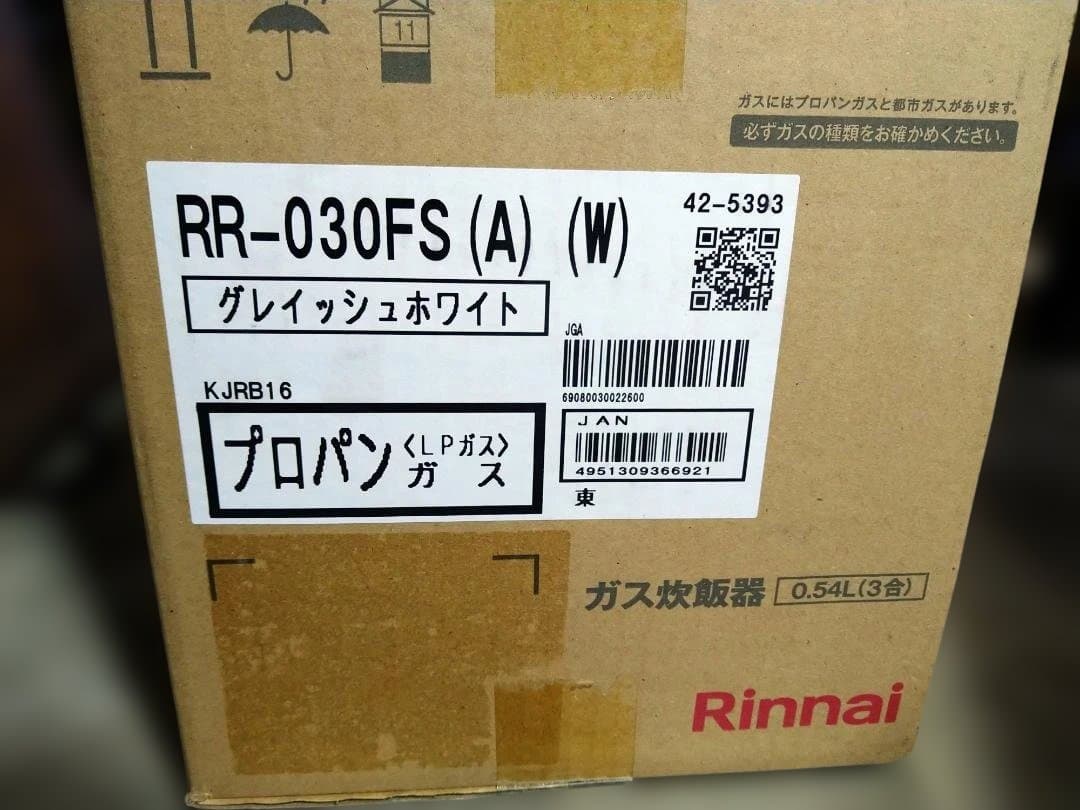 11
ガスにはプロパンガスと都市ガスがあります。
必ずガスの種類をお確かめください。
RR-030FS(A) (W)
42-5393
グレイッシュホワイト
JGA
69080030022600
KJRB16
プロパン〈LPガス〉ガス
JAN
4951309366921
東
ガス炊飯器 0.54L(3合)
Rinnai